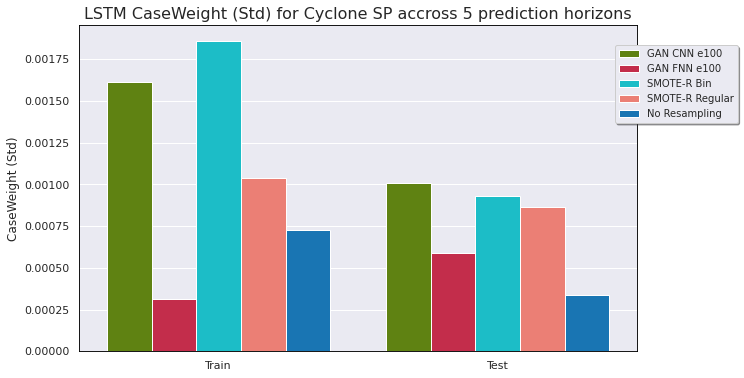 LSTM CaseWeight (Std) for Cyclone SP accross 5 prediction horizons
CaseWeight (Std)
0.00175
0.00150
0.00125
0.00100
0.00075
0.00050
0.00025
0.00000
Train
Test
GAN CNN e100
GAN FNN e100
SMOTE-R Bin
SMOTE-R Regular
No Resampling